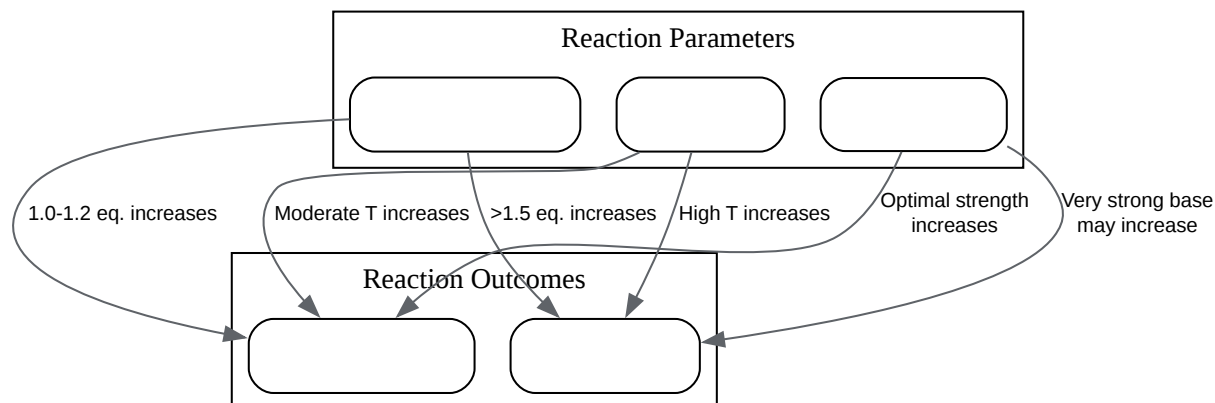 Reaction Parameters
1.0-1.2 eq. increases
Moderate T increases
>1.5 eq. increases
High T increases
Optimal strength
increases
Very strong base
may increase
Reaction Outcomes